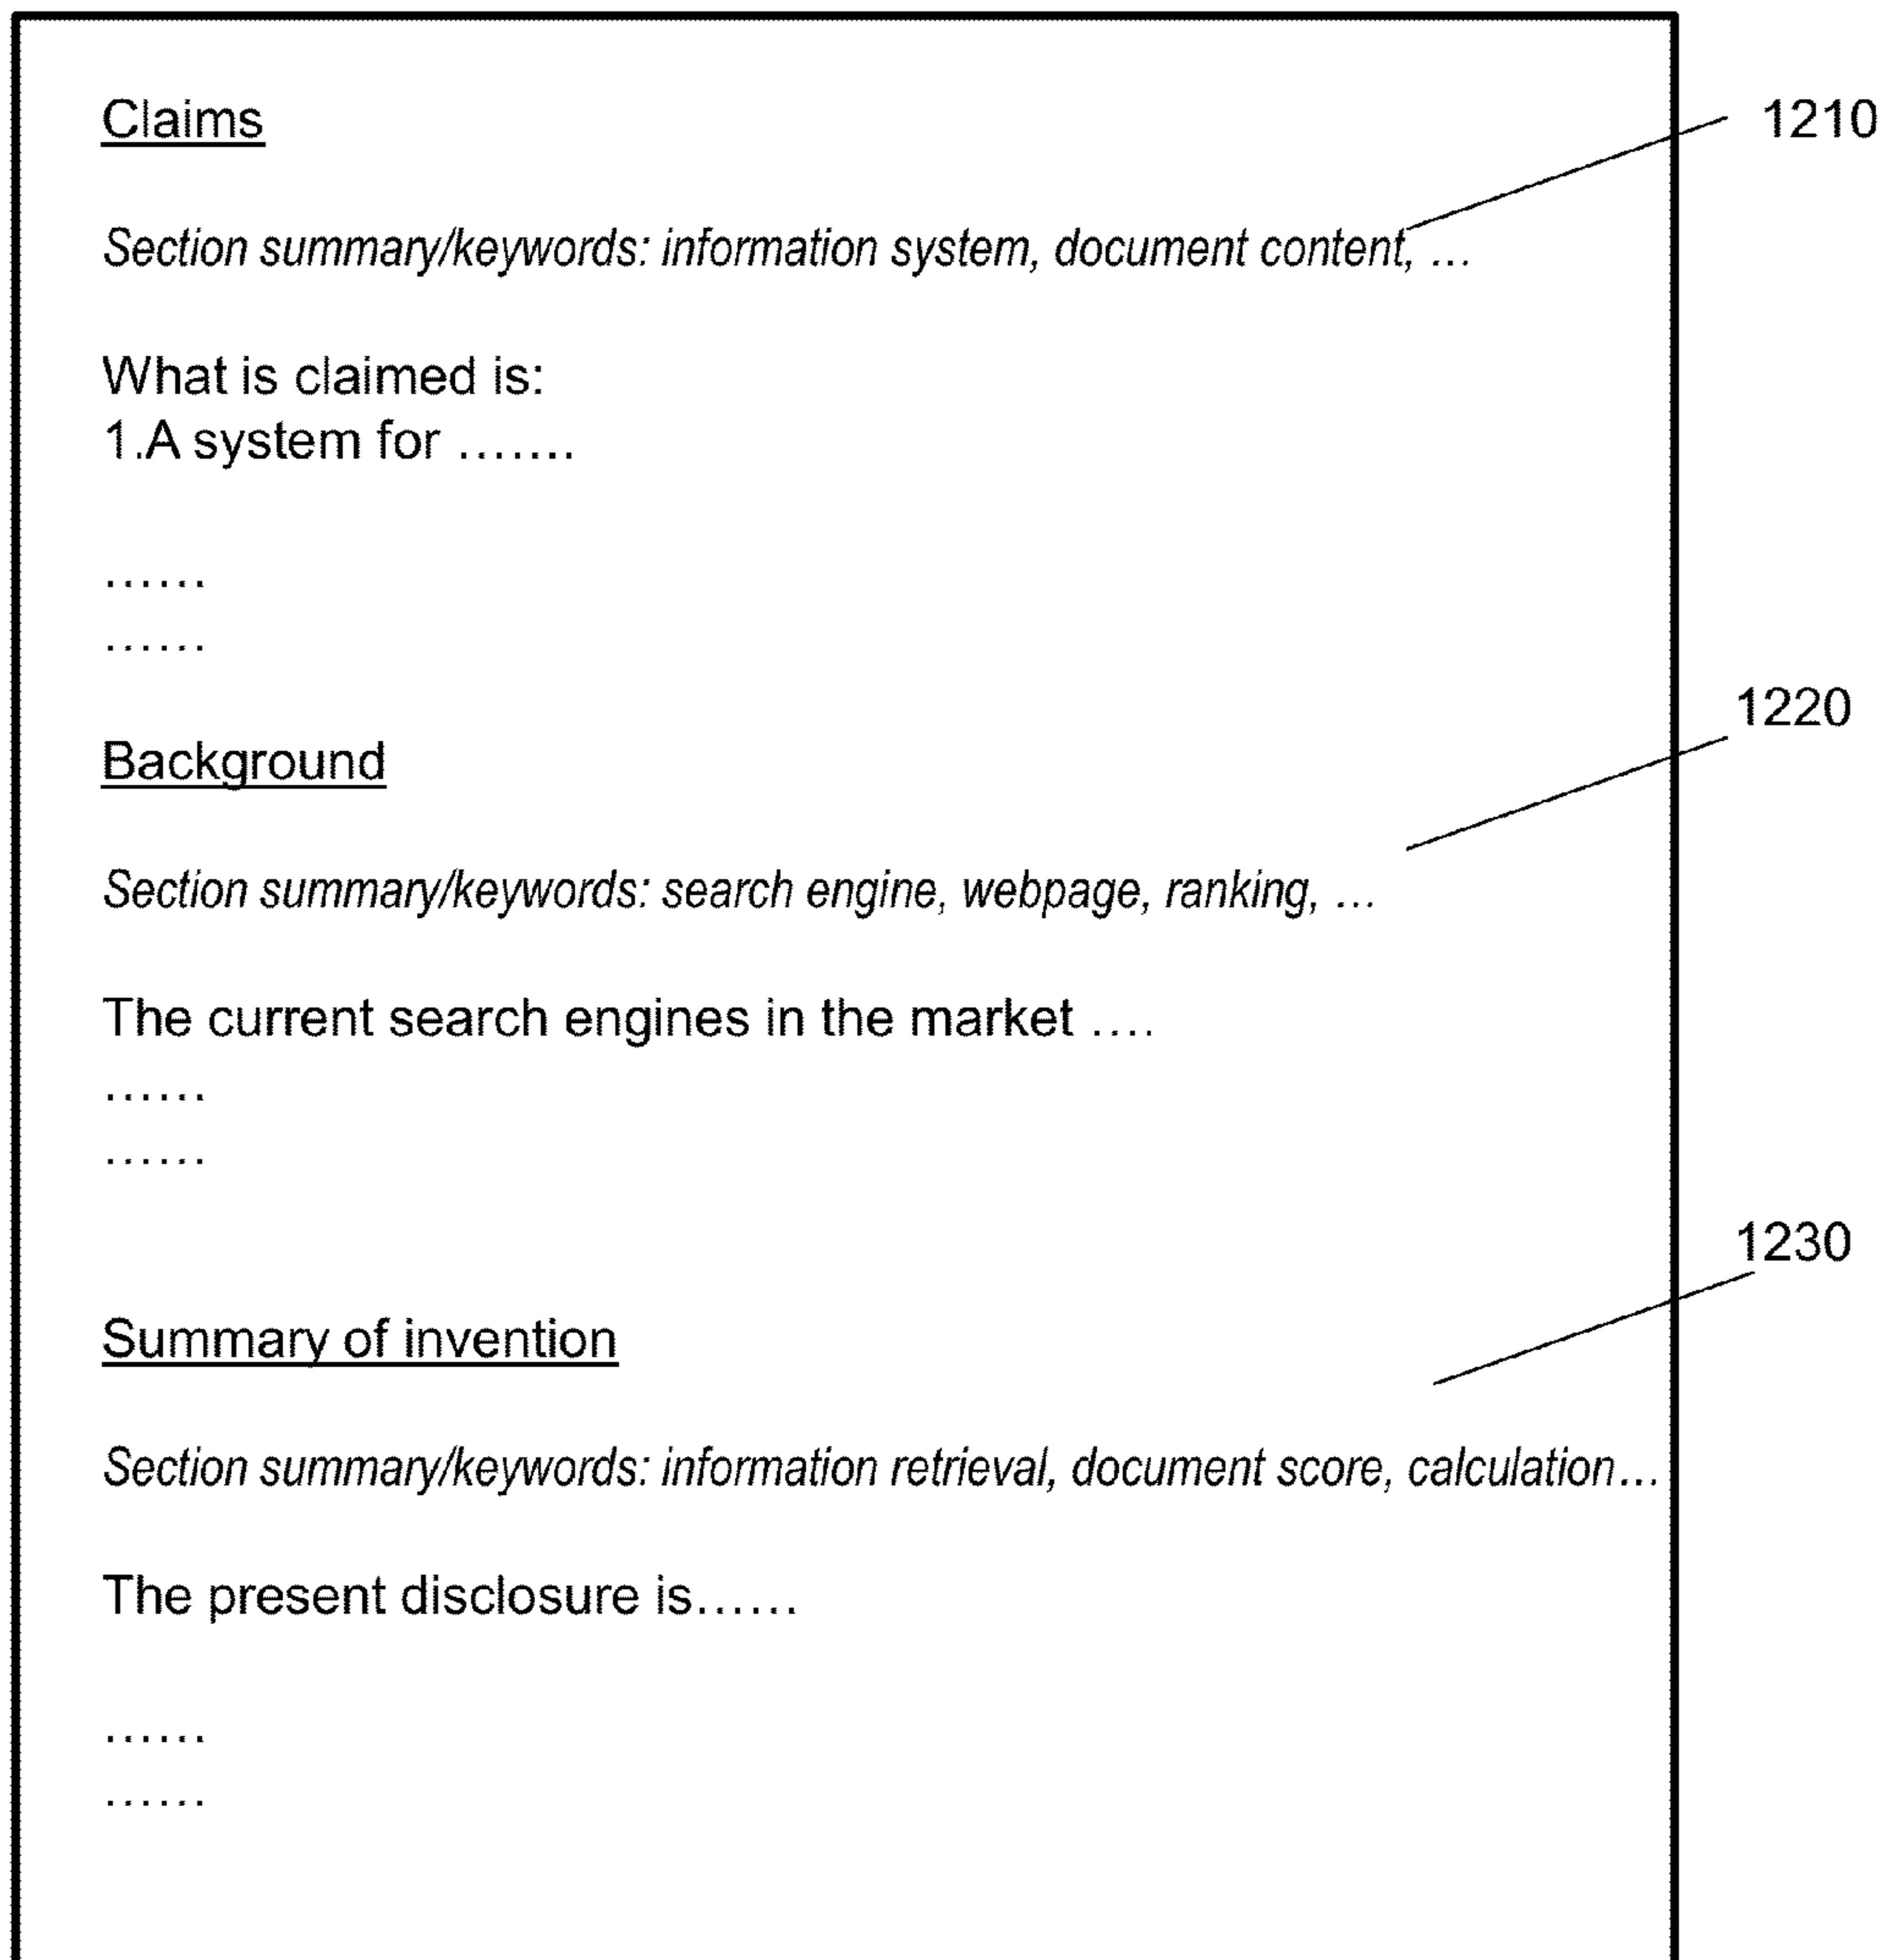 Claims
1210
Section summary/keywords: information system, document content, ...
What is claimed is:
1.A system for .......
......
......
1220
Background
Section summary/keywords: search engine, webpage, ranking, ...
The current search engines in the market ....
......
......
1230
Summary of invention
Section summary/keywords: information retrieval, document score, calculation...
The present disclosure is......
......
......